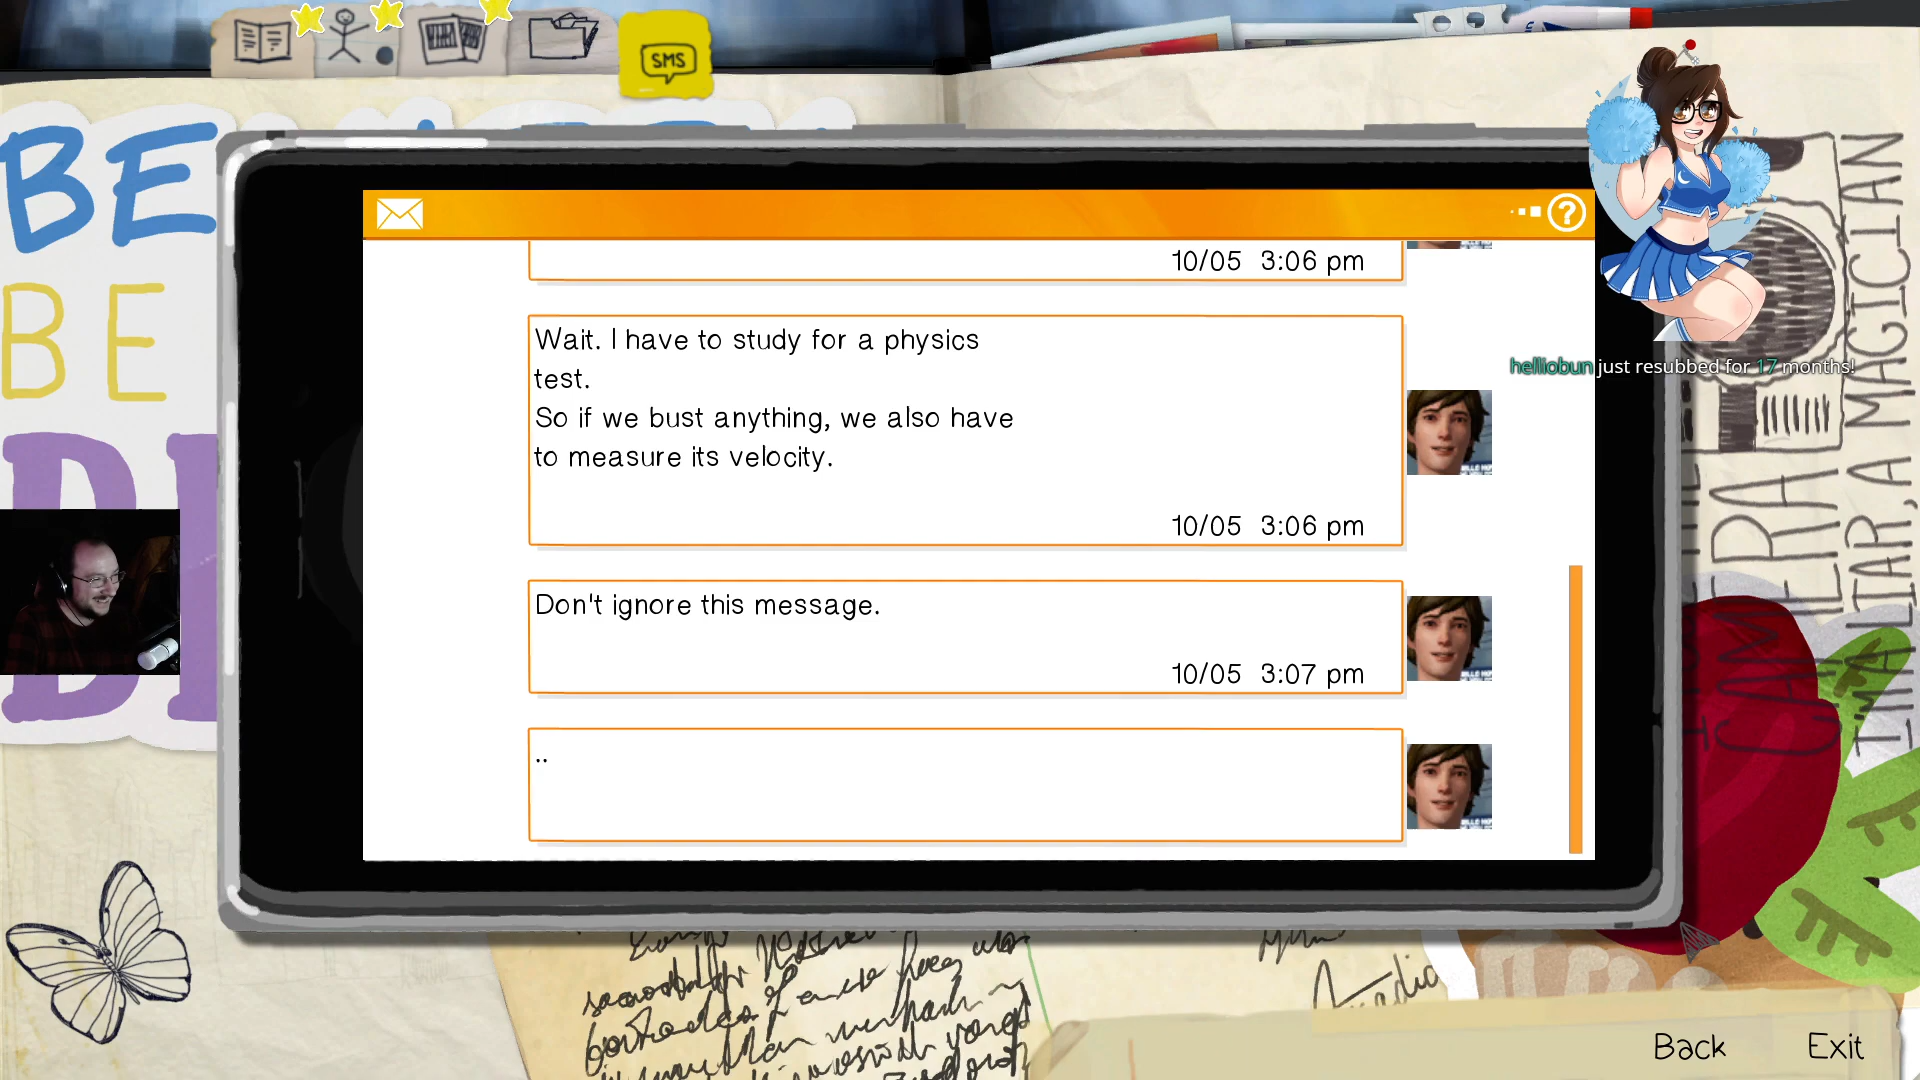 SMS
BE
BE
10/05 3:06 pm
Wait. I have to study for a physics
test.
So if we bust anything, we also have
to measure its velocity.
10/05 3:06 pm
Don't ignore this message.
10/05 3:07 pm
..
?
helliobun just resubbed for 17 months!
CAMERA
I'M A LIAR, A MAGICIAN
Back
Exit